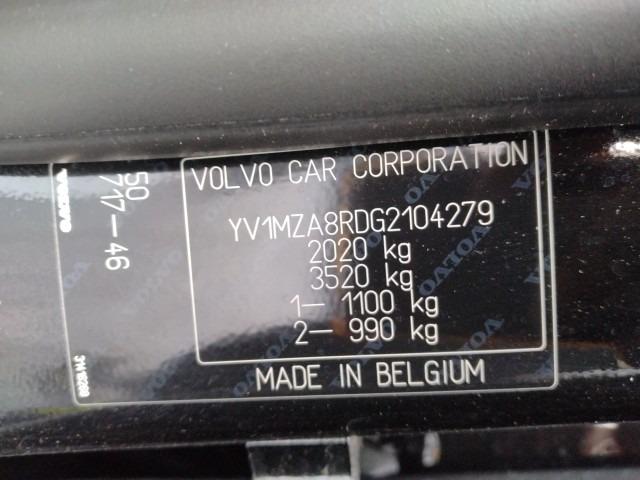 VOLVO CAR CORPORATION
YV1MZA8RDG2104279
2020 kg
3520 kg
1- 1100 kg
2- 990 kg
MADE IN BELGIUM
50
717-46
VOLVO